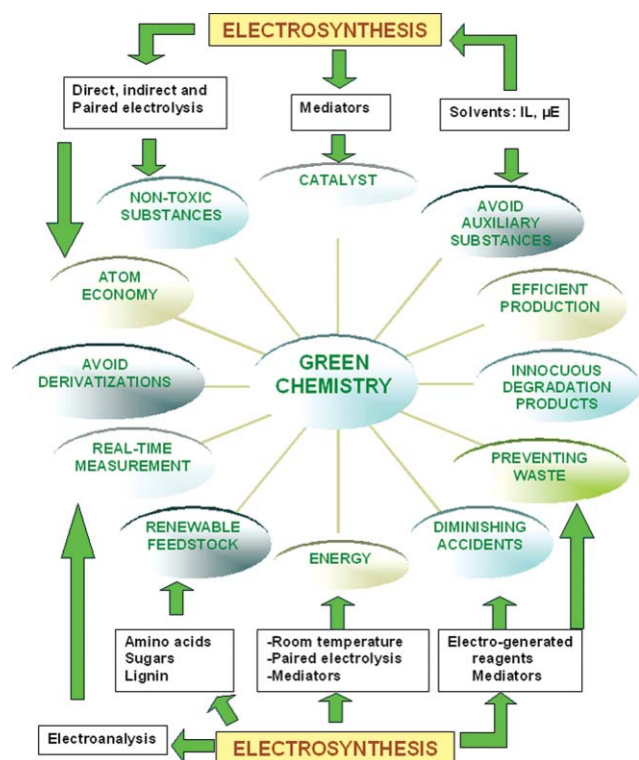 ELECTROSYNTHESIS
Direct, indirect and
Paired electrolysis
Mediators
Solvents: IL, µE
NON-TOXIC
SUBSTANCES
CATALYST
AVOID
AUXILIARY
SUBSTANCES
ATOM
ECONOMY
EFFICIENT
PRODUCTION
AVOID
DERIVATIZATIONS
GREEN
CHEMISTRY
INNOCUOUS
DEGRADATION
PRODUCTS
REAL-TIME
MEASUREMENT
PREVENTING
WASTE
RENEWABLE
FEEDSTOCK
ENERGY
DIMINISHING
ACCIDENTS
Amino acids
Sugars
Lignin
-Room temperature
-Paired electrolysis
-Mediators
Electro-generated
reagents
Mediators
Electroanalysis
ELECTROSYNTHESIS